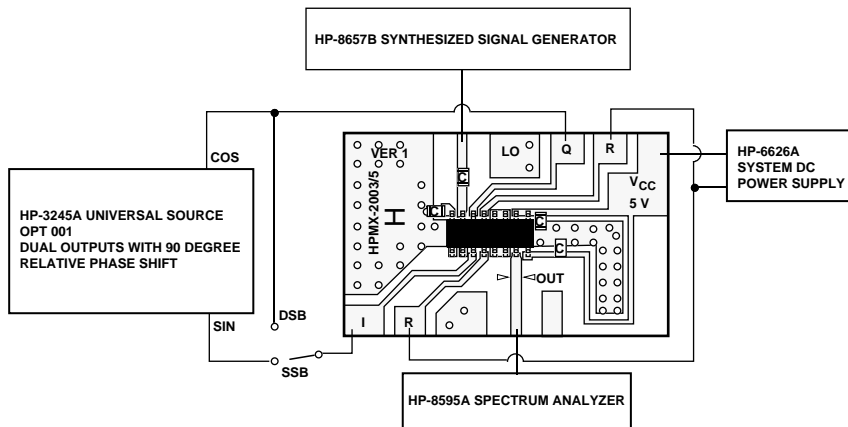 HP-8657B SYNTHESIZED SIGNAL GENERATOR
COS
HP-3245A UNIVERSAL SOURCE
OPT 001
DUAL OUTPUTS WITH 90 DEGREE
RELATIVE PHASE SHIFT
SIN
DSB
SSB
VER 1
HPMX-2003/5
H
C
C
C
C
LO
Q
R
VCC
5 V
OUT
I
R
HP-6626A
SYSTEM DC
POWER SUPPLY
HP-8595A SPECTRUM ANALYZER